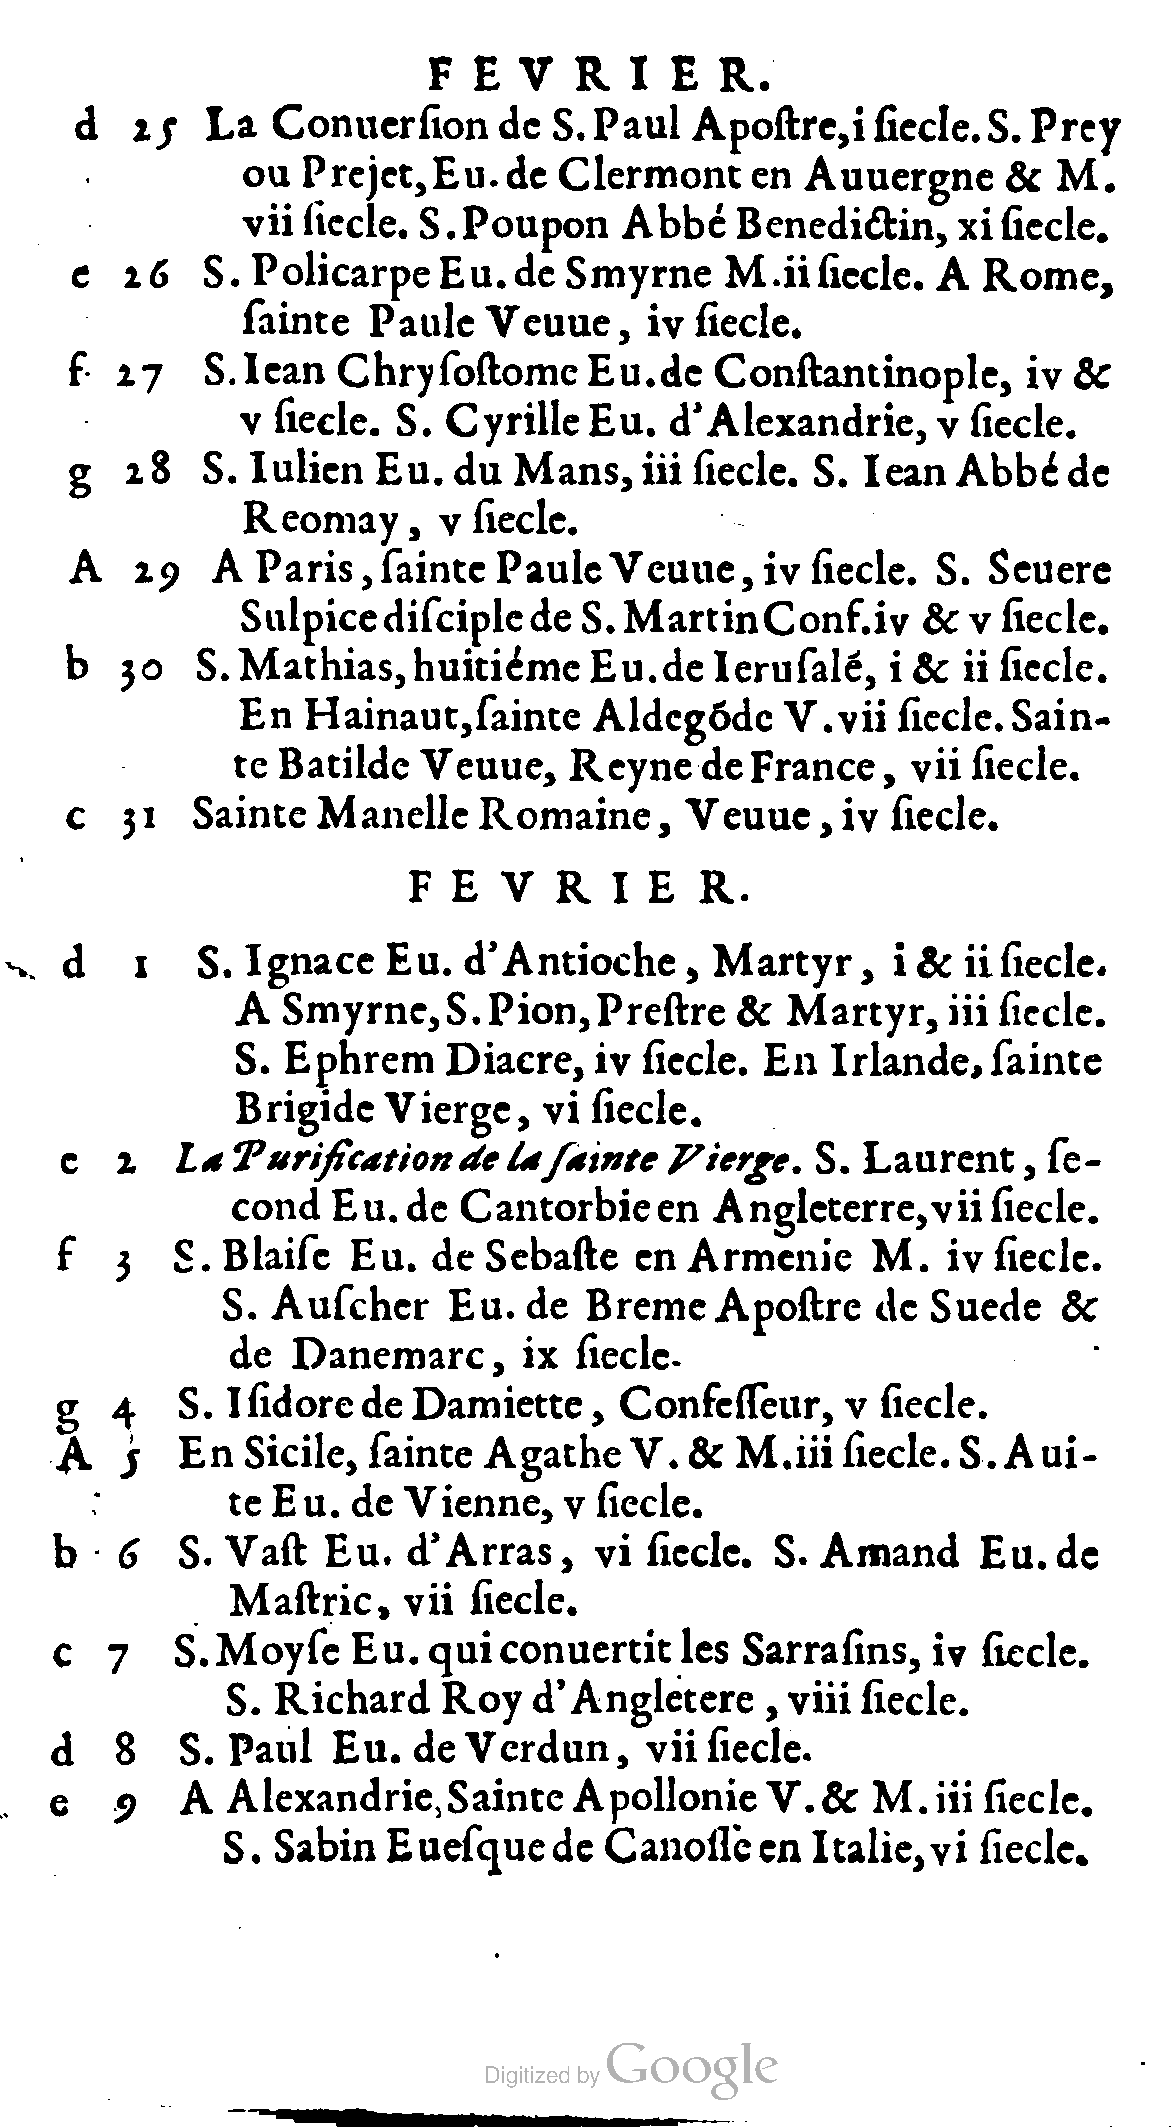 FEVRIER.
d 25 La Conuerſion de S. Paul Apoſtre, i ſiecle. S. Prey
ou Prejet, Eu. de Clermont en Auuergne & M.
vii ſiecle. S. Poupon Abbé Benedictin, xi ſiecle.
e 26 S. Policarpe Eu. de Smyrne M. ii ſiecle. A Rome,
ſainte Paule Veuue, iv ſiecle.
f 27 S. Iean Chryſoſtome Eu. de Conſtantinople, iv &
v ſiecle. S. Cyrille Eu. d'Alexandrie, v ſiecle.
g 28 S. Iulien Eu. du Mans, iii ſiecle. S. Iean Abbé de
Reomay, v ſiecle.
A 29 A Paris, ſainte Paule Veuue, iv ſiecle. S. Seuere
Sulpice diſciple de S. Martin Conf. iv & v ſiecle.
b 30 S. Mathias, huitiéme Eu. de Ieruſalẽ, i & ii ſiecle.
En Hainaut, ſainte Aldegõde V. vii ſiecle. Sain-
te Batilde Veuue, Reyne de France, vii ſiecle.
c 31 Sainte Manelle Romaine, Veuue, iv ſiecle.
FEVRIER.
d 1 S. Ignace Eu. d'Antioche, Martyr, i & ii ſiecle.
A Smyrne, S. Pion, Preſtre & Martyr, iii ſiecle.
S. Ephrem Diacre, iv ſiecle. En Irlande, ſainte
Brigide Vierge, vi ſiecle.
e 2 La Purification de la ſainte Vierge. S. Laurent, ſe-
cond Eu. de Cantorbie en Angleterre, vii ſiecle.
f 3 S. Blaiſe Eu. de Sebaſte en Armenie M. iv ſiecle.
S. Auſcher Eu. de Breme Apoſtre de Suede &
de Danemarc, ix ſiecle.
g 4 S. Iſidore de Damiette, Confeſſeur, v ſiecle.
A 5 En Sicile, ſainte Agathe V. & M. iii ſiecle. S. Aui-
te Eu. de Vienne, v ſiecle.
b 6 S. Vaſt Eu. d'Arras, vi ſiecle. S. Amand Eu. de
Maſtric, vii ſiecle.
c 7 S. Moyſe Eu. qui conuertit les Sarraſins, iv ſiecle.
S. Richard Roy d'Angletere, viii ſiecle.
d 8 S. Paul Eu. de Verdun, vii ſiecle.
e 9 A Alexandrie, Sainte Apollonie V. & M. iii ſiecle.
S. Sabin Eueſque de Canoſſe en Italie, vi ſiecle.
Digitized by Google